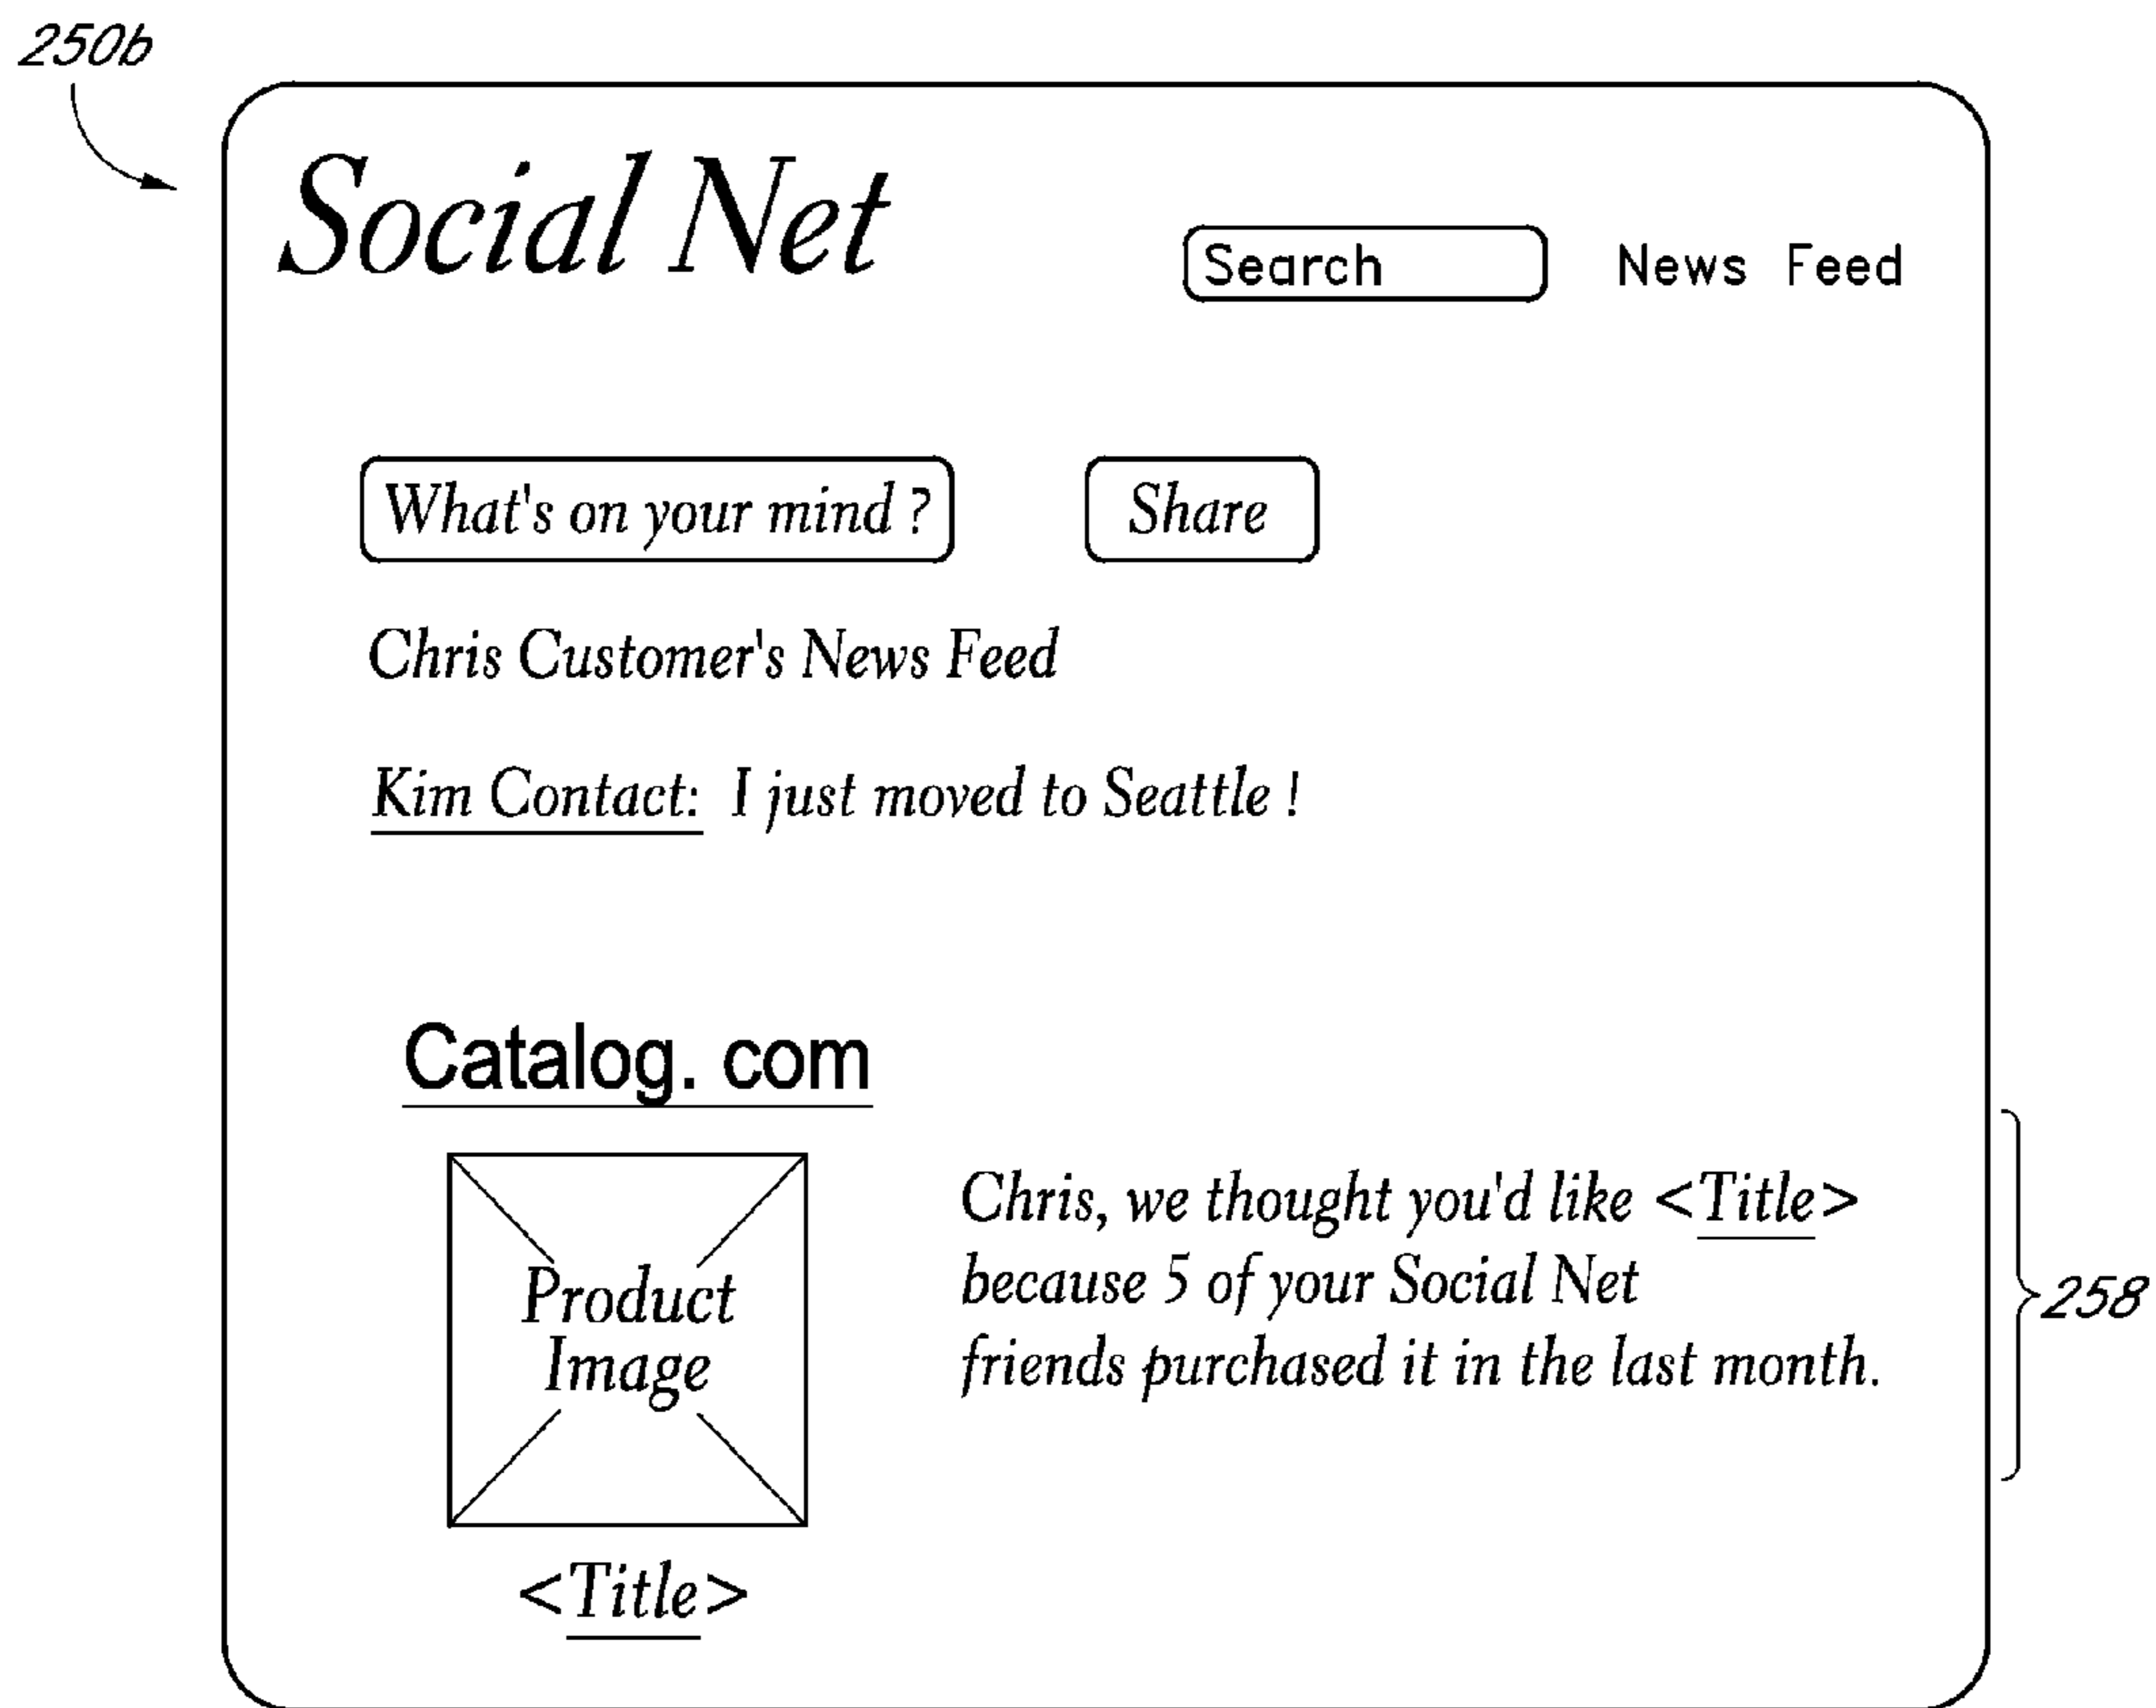 250b
Social Net
Search
News Feed
What's on your mind ?
Share
Chris Customer's News Feed
Kim Contact: I just moved to Seattle !
Catalog. com
Product
Image
<Title>
Chris, we thought you'd like <Title>
because 5 of your Social Net
friends purchased it in the last month.
258